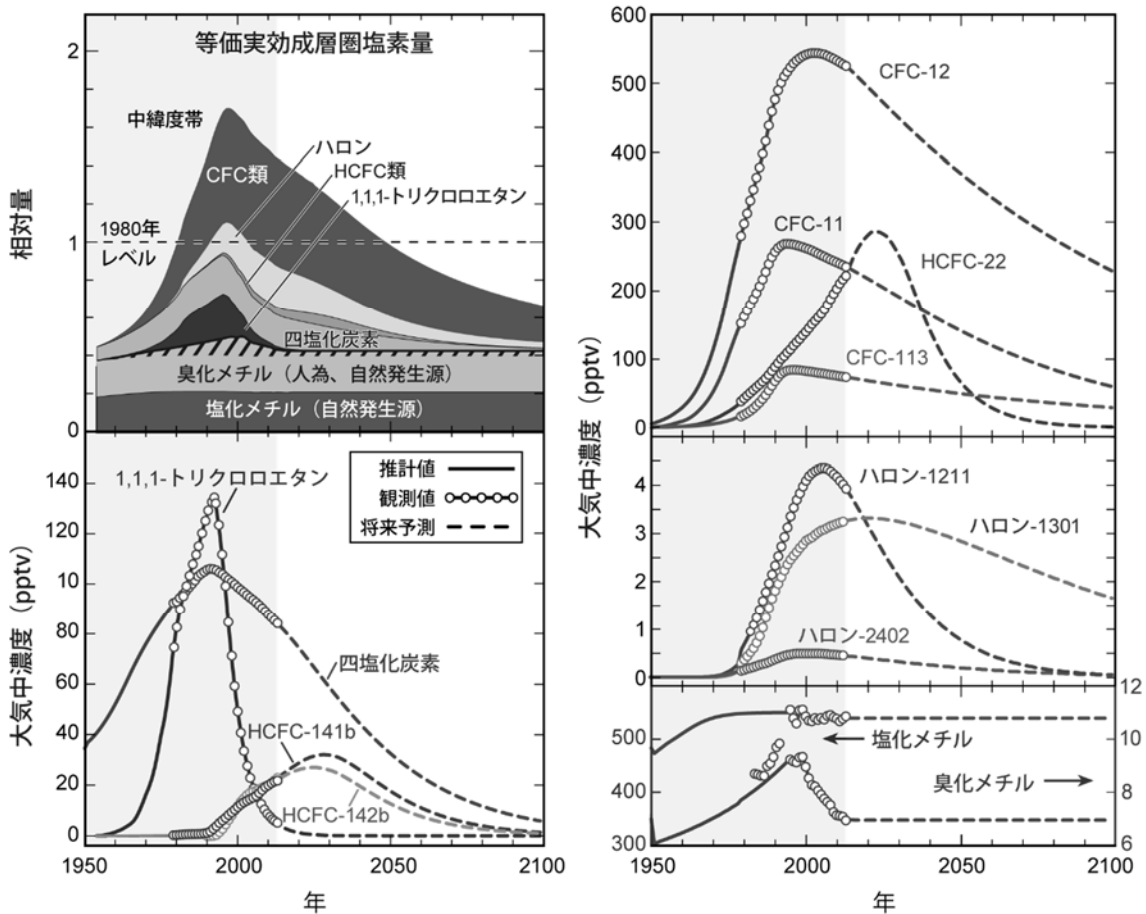 等価実効成層圏塩素量
相対量
2
1
0
中緯度帯
CFC類
ハロン
HCFC類
1,1,1-トリクロロエタン
1980年
レベル
四塩化炭素
臭化メチル（人為、自然発生源）
塩化メチル（自然発生源）
大気中濃度（pptv）
140
120
100
80
60
40
20
0
1,1,1-トリクロロエタン
推計値
観測値
将来予測
四塩化炭素
HCFC-141b
HCFC-142b
1950
2000
2050
2100
年
大気中濃度（pptv）
600
500
400
300
200
100
0
CFC-12
CFC-11
HCFC-22
CFC-113
4
3
2
1
0
ハロン-1211
ハロン-1301
ハロン-2402
500
400
300
12
10
8
6
塩化メチル
臭化メチル
1950
2000
2050
2100
年